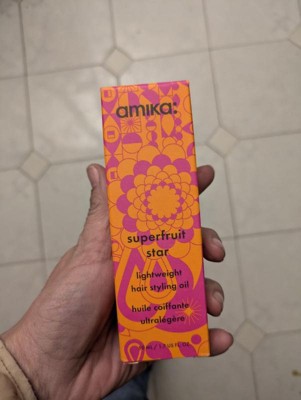 amika:
superfruit
star
lightweight
hair styling oil
huile coiffante
ultralégère